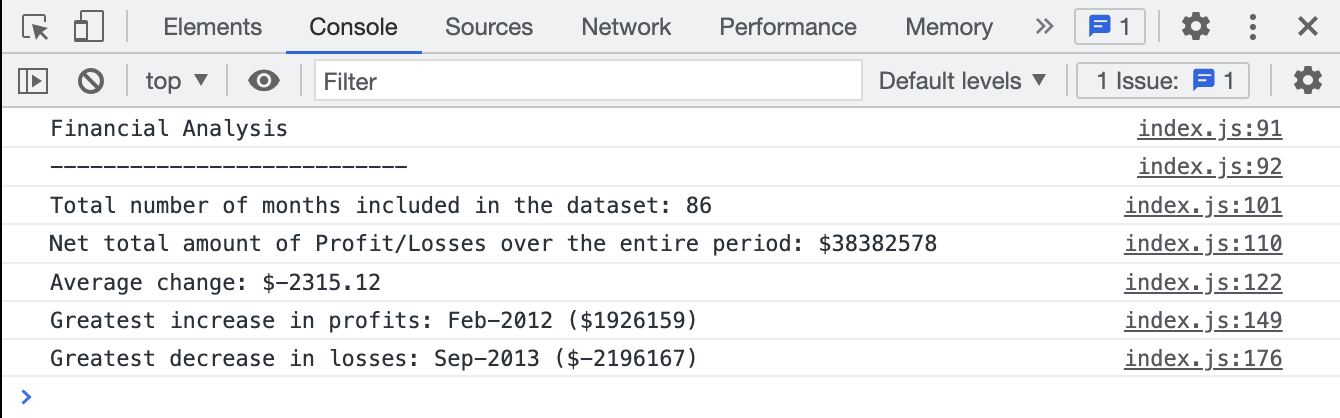 Elements Console Sources Network Performance Memory 1
top Filter Default levels 1 Issue: 1
Financial Analysis index.js:91
--------------------------- index.js:92
Total number of months included in the dataset: 86 index.js:101
Net total amount of Profit/Losses over the entire period: $38382578 index.js:110
Average change: $-2315.12 index.js:122
Greatest increase in profits: Feb-2012 ($1926159) index.js:149
Greatest decrease in losses: Sep-2013 ($-2196167) index.js:176